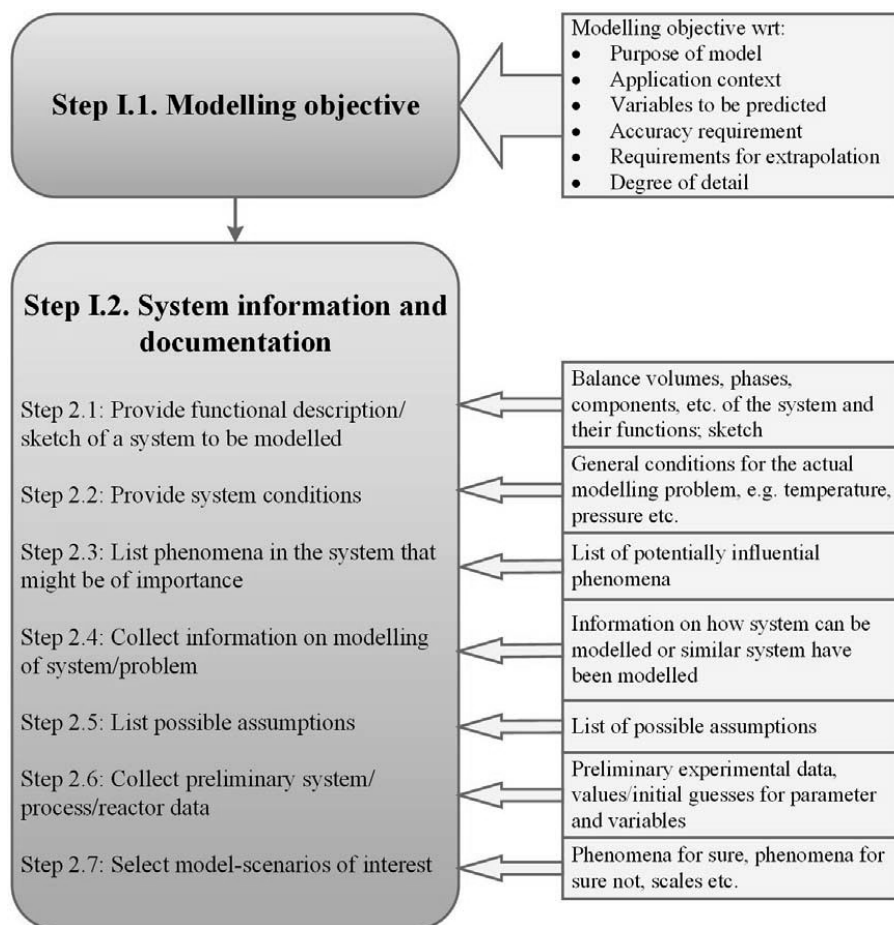 Step I.1. Modelling objective
Modelling objective wrt:
• Purpose of model
• Application context
• Variables to be predicted
• Accuracy requirement
• Requirements for extrapolation
• Degree of detail
Step I.2. System information and
documentation
Step 2.1: Provide functional description/
sketch of a system to be modelled
Balance volumes, phases,
components, etc. of the system and
their functions; sketch
Step 2.2: Provide system conditions
General conditions for the actual
modelling problem, e.g. temperature,
pressure etc.
Step 2.3: List phenomena in the system that
might be of importance
List of potentially influential
phenomena
Step 2.4: Collect information on modelling
of system/problem
Information on how system can be
modelled or similar system have
been modelled
Step 2.5: List possible assumptions
List of possible assumptions
Step 2.6: Collect preliminary system/
process/reactor data
Preliminary experimental data,
values/initial guesses for parameter
and variables
Step 2.7: Select model-scenarios of interest
Phenomena for sure, phenomena for
sure not, scales etc.